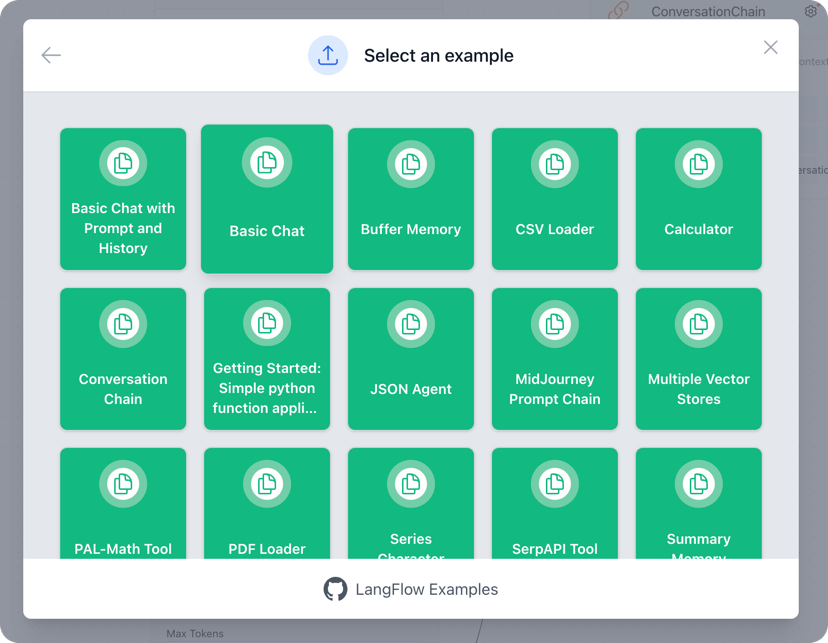 ConversationChain
Select an example
Basic Chat with
Prompt and
History
Basic Chat
Buffer Memory
CSV Loader
Calculator
Conversation
Chain
Getting Started:
Simple python
function appli...
JSON Agent
MidJourney
Prompt Chain
Multiple Vector
Stores
PAL-Math Tool
PDF Loader
Series
Character
SerpAPI Tool
Summary
Memory
LangFlow Examples
Max Tokens